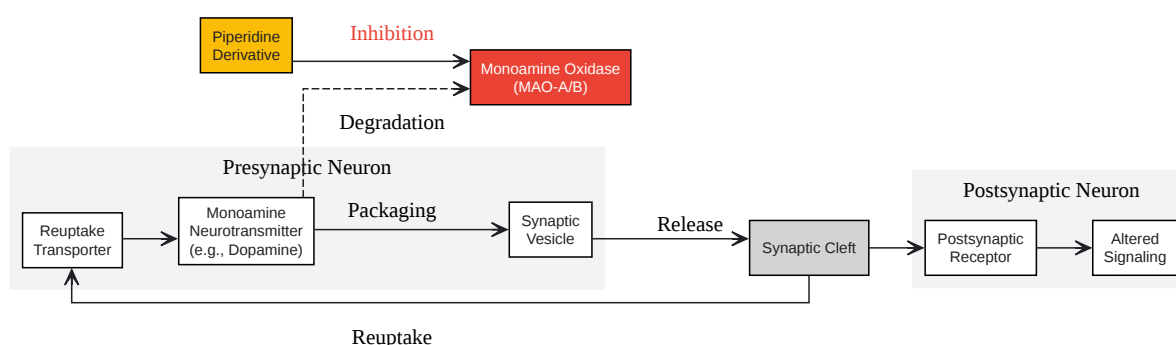 Piperidine
Derivative
Inhibition
Monoamine Oxidase
(MAO-A/B)
Degradation
Presynaptic Neuron
Postsynaptic Neuron
Reuptake
Transporter
Monoamine
Neurotransmitter
(e.g., Dopamine)
Packaging
Synaptic
Vesicle
Release
Synaptic Cleft
Postsynaptic
Receptor
Altered
Signaling
Reuptake